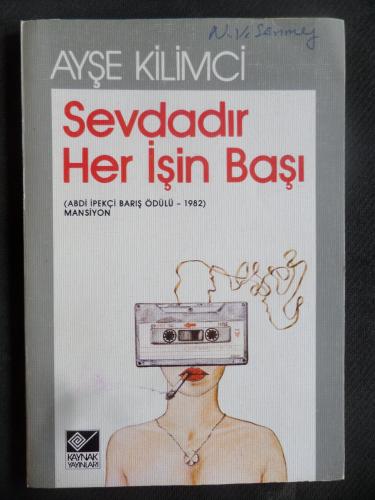 AYŞE KİLİMCİ
Sevdadır
Her İşin Başı
(ABDİ İPEKÇİ BARIŞ ÖDÜLÜ - 1982)
MANSİYON
KAYNAK
YAYINLARI